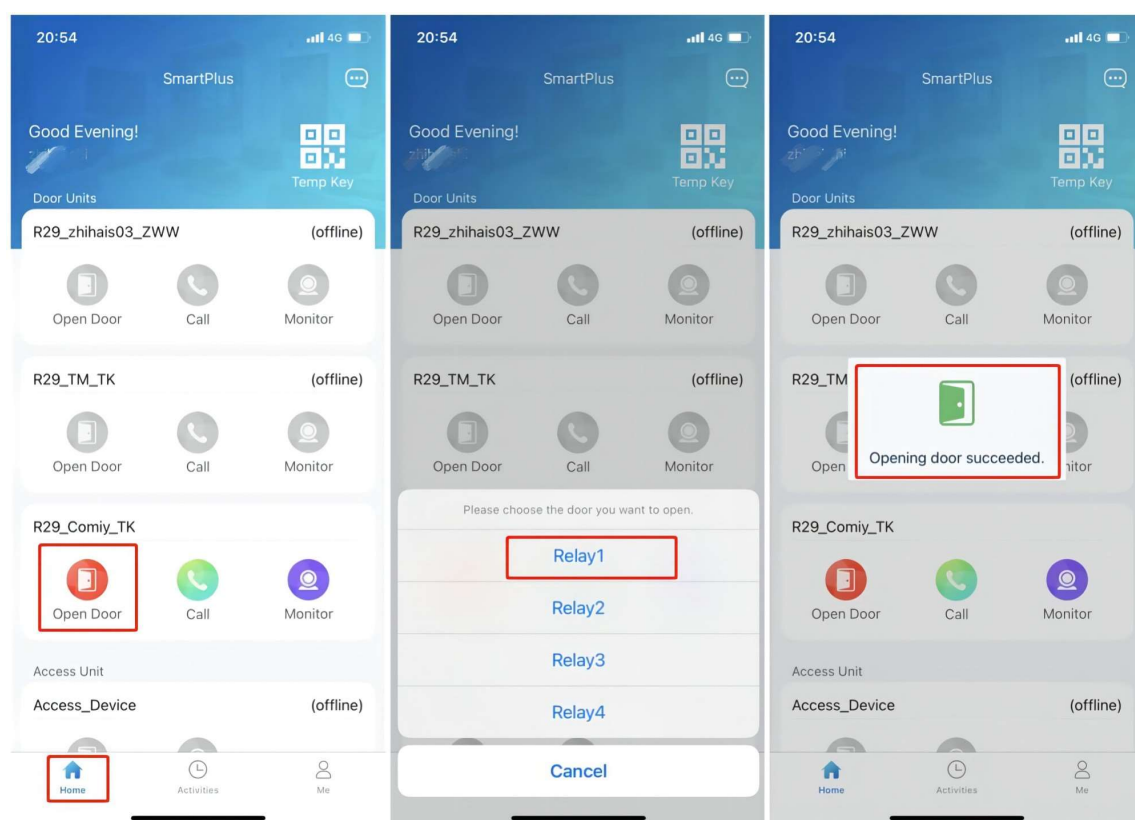 20:54
4G
SmartPlus
Good Evening!
Temp Key
Door Units
R29_zhihais03_ZWW (offline)
Open Door Call Monitor
R29_TM_TK (offline)
Open Door Call Monitor
R29_Comiy_TK
Open Door Call Monitor
Access Unit
Access_Device (offline)
Home Activities Me
20:54
4G
SmartPlus
Good Evening!
Temp Key
Door Units
R29_zhihais03_ZWW (offline)
Open Door Call Monitor
R29_TM_TK (offline)
Open Door Call Monitor
Please choose the door you want to open.
Relay1
Relay2
Relay3
Relay4
Cancel
20:54
4G
SmartPlus
Good Evening!
Temp Key
Door Units
R29_zhihais03_ZWW (offline)
Open Door Call Monitor
R29_TM (offline)
Opening door succeeded.
Open nitor
R29_Comiy_TK
Open Door Call Monitor
Access Unit
Access_Device (offline)
Home Activities Me